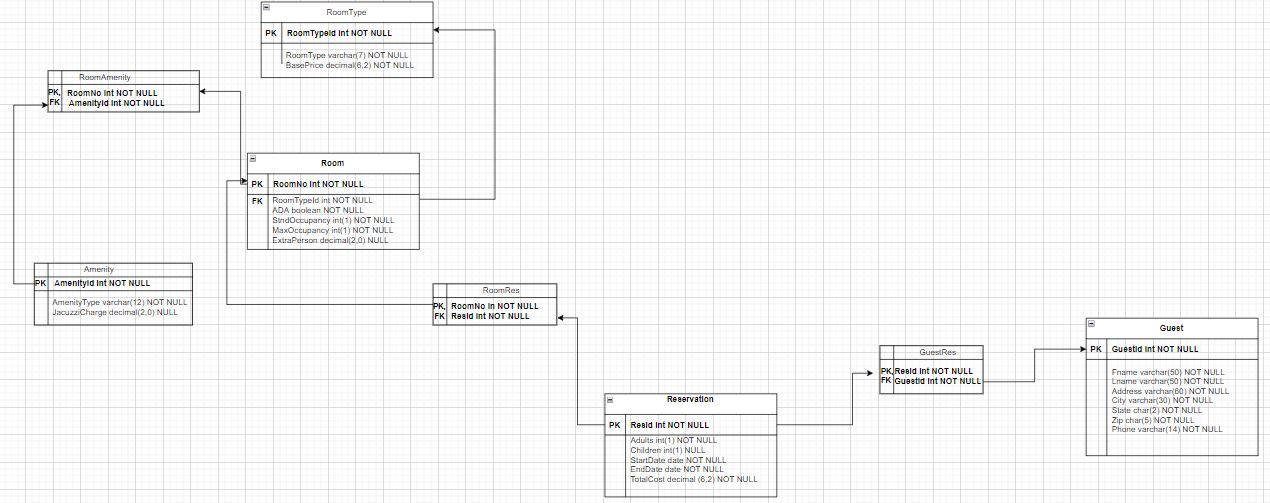 RoomType
PK RoomTypeId int NOT NULL
RoomType varchar(7) NOT NULL
BasePrice decimal(6,2) NOT NULL
RoomAmenity
PK, RoomNo int NOT NULL
FK AmenityId int NOT NULL
Room
PK RoomNo int NOT NULL
FK RoomTypeId int NOT NULL
ADA boolean NOT NULL
StndOccupancy int(1) NOT NULL
MaxOccupancy int(1) NOT NULL
ExtraPerson decimal(2,0) NULL
Amenity
PK AmenityId int NOT NULL
AmenityType varchar(12) NOT NULL
JacuzziCharge decimal(2,0) NULL
RoomRes
PK, RoomNo in NOT NULL
FK ResId int NOT NULL
Reservation
PK ResId int NOT NULL
Adults int(1) NOT NULL
Children int(1) NULL
StartDate date NOT NULL
EndDate date NOT NULL
TotalCost decimal (6,2) NOT NULL
GuestRes
PK, ResId int NOT NULL
FK GuestId int NOT NULL
Guest
PK GuestId int NOT NULL
Fname varchar(50) NOT NULL
Lname varchar(50) NOT NULL
Address varchar(60) NOT NULL
City varchar(30) NOT NULL
State char(2) NOT NULL
Zip char(5) NOT NULL
Phone varchar(14) NOT NULL